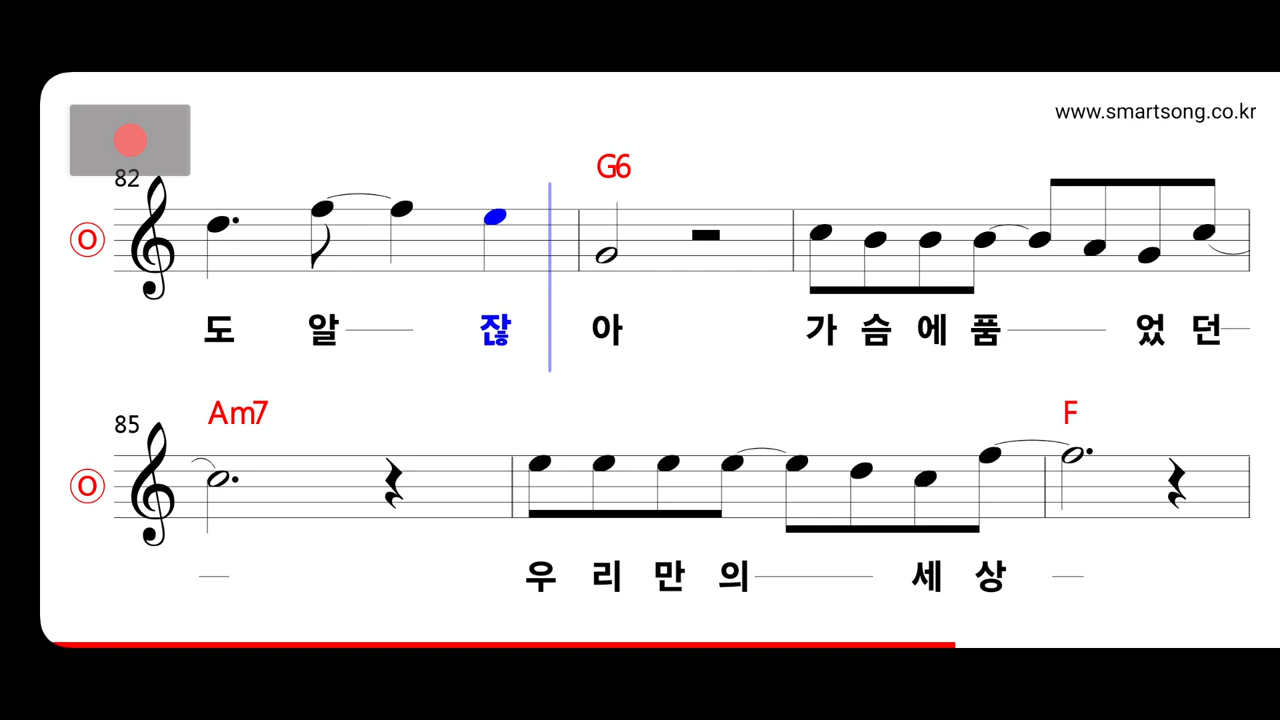 www.smartsong.co.kr
82
G6
O
도 알 잖 아 가 슴 에 품 었 던
85
Am7 F
O
우 리 만 의 세 상